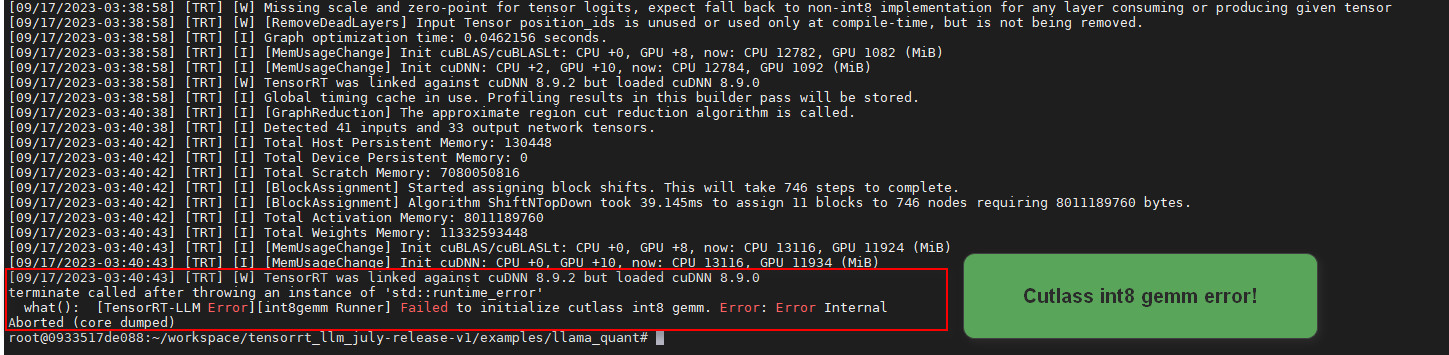 [09/17/2023-03:38:58] [TRT] [W] Missing scale and zero-point for tensor logits, expect fall back to non-int8 implementation for any layer consuming or producing given tensor
[09/17/2023-03:38:58] [TRT] [W] [RemoveDeadLayers] Input Tensor position_ids is unused or used only at compile-time, but is not being removed.
[09/17/2023-03:38:58] [TRT] [I] Graph optimization time: 0.0462156 seconds.
[09/17/2023-03:38:58] [TRT] [I] [MemUsageChange] Init cuBLAS/cuBLASLt: CPU +0, GPU +8, now: CPU 12782, GPU 1082 (MiB)
[09/17/2023-03:38:58] [TRT] [I] [MemUsageChange] Init cuDNN: CPU +2, GPU +10, now: CPU 12784, GPU 1092 (MiB)
[09/17/2023-03:38:58] [TRT] [W] TensorRT was linked against cuDNN 8.9.2 but loaded cuDNN 8.9.0
[09/17/2023-03:38:58] [TRT] [I] Global timing cache in use. Profiling results in this builder pass will be stored.
[09/17/2023-03:40:38] [TRT] [I] [GraphReduction] The approximate region cut reduction algorithm is called.
[09/17/2023-03:40:38] [TRT] [I] Detected 41 inputs and 33 output network tensors.
[09/17/2023-03:40:42] [TRT] [I] Total Host Persistent Memory: 130448
[09/17/2023-03:40:42] [TRT] [I] Total Device Persistent Memory: 0
[09/17/2023-03:40:42] [TRT] [I] Total Scratch Memory: 7080050816
[09/17/2023-03:40:42] [TRT] [I] [BlockAssignment] Started assigning block shifts. This will take 746 steps to complete.
[09/17/2023-03:40:42] [TRT] [I] [BlockAssignment] Algorithm ShiftNTopDown took 39.145ms to assign 11 blocks to 746 nodes requiring 8011189760 bytes.
[09/17/2023-03:40:42] [TRT] [I] Total Activation Memory: 8011189760
[09/17/2023-03:40:43] [TRT] [I] Total Weights Memory: 11332593448
[09/17/2023-03:40:43] [TRT] [I] [MemUsageChange] Init cuBLAS/cuBLASLt: CPU +0, GPU +8, now: CPU 13116, GPU 11924 (MiB)
[09/17/2023-03:40:43] [TRT] [I] [MemUsageChange] Init cuDNN: CPU +0, GPU +10, now: CPU 13116, GPU 11934 (MiB)
[09/17/2023-03:40:43] [TRT] [W] TensorRT was linked against cuDNN 8.9.2 but loaded cuDNN 8.9.0
terminate called after throwing an instance of 'std::runtime_error'
  what():  [TensorRT-LLM Error][int8gemm Runner] Failed to initialize cutlass int8 gemm. Error: Error Internal
Aborted (core dumped)
root@0933517de088:~/workspace/tensorrt_llm_july-release-v1/examples/llama_quant#
Cutlass int8 gemm error!